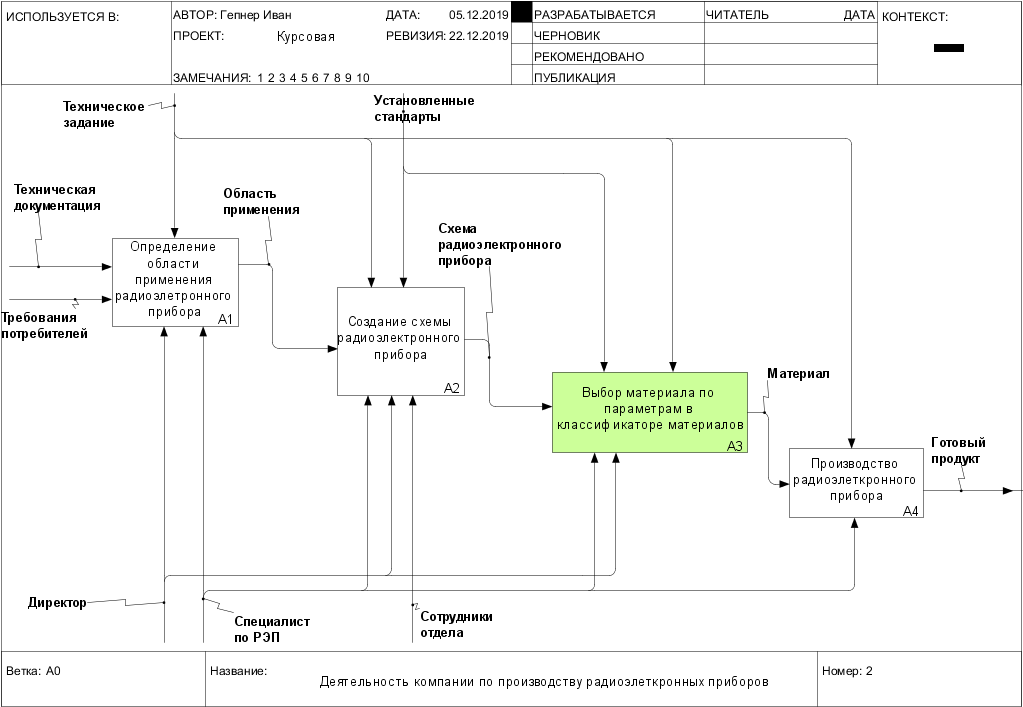 ИСПОЛЬЗУЕТСЯ В:
АВТОР: Гепнер Иван
ДАТА: 05.12.2019
РАЗРАБАТЫВАЕТСЯ
ЧИТАТЕЛЬ
ДАТА
КОНТЕКСТ:
ПРОЕКТ: Курсовая
РЕВИЗИЯ: 22.12.2019
ЧЕРНОВИК
РЕКОМЕНДОВАНО
ЗАМЕЧАНИЯ: 1 2 3 4 5 6 7 8 9 10
ПУБЛИКАЦИЯ
Техническое
задание
Установленные
стандарты
Техническая
документация
Область
применения
Схема
радиоэлектронного
прибора
Определение
области
применения
радиоэлетронного
прибора
A1
Требования
потребителей
Создание схемы
радиоэлектронного
прибора
A2
Выбор материала по
параметрам в
классификаторе материалов
A3
Материал
Производство
радиоэлеткронного
прибора
A4
Готовый
продукт
Директор
Специалист
по РЭП
Сотрудники
отдела
Ветка: A0
Название:
Деятельность компании по производству радиоэлеткронных приборов
Номер: 2